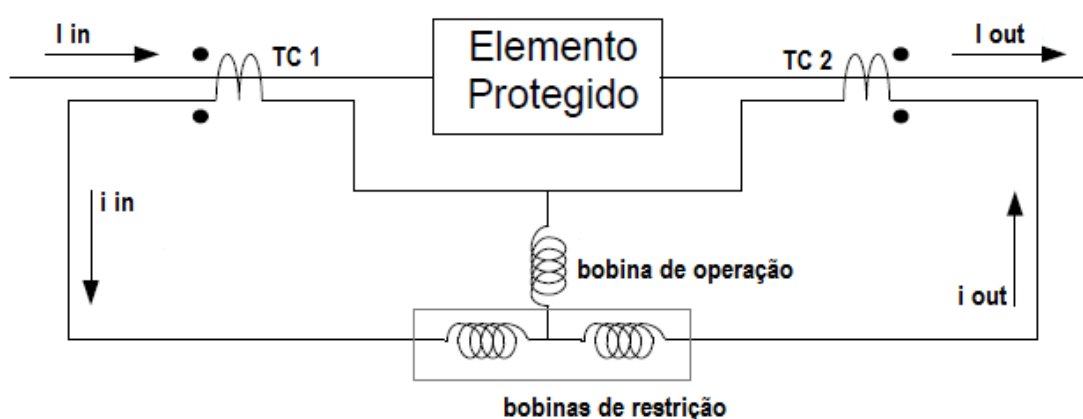 I in
TC 1
Elemento
Protegido
TC 2
I out
i in
bobina de operação
i out
bobinas de restrição